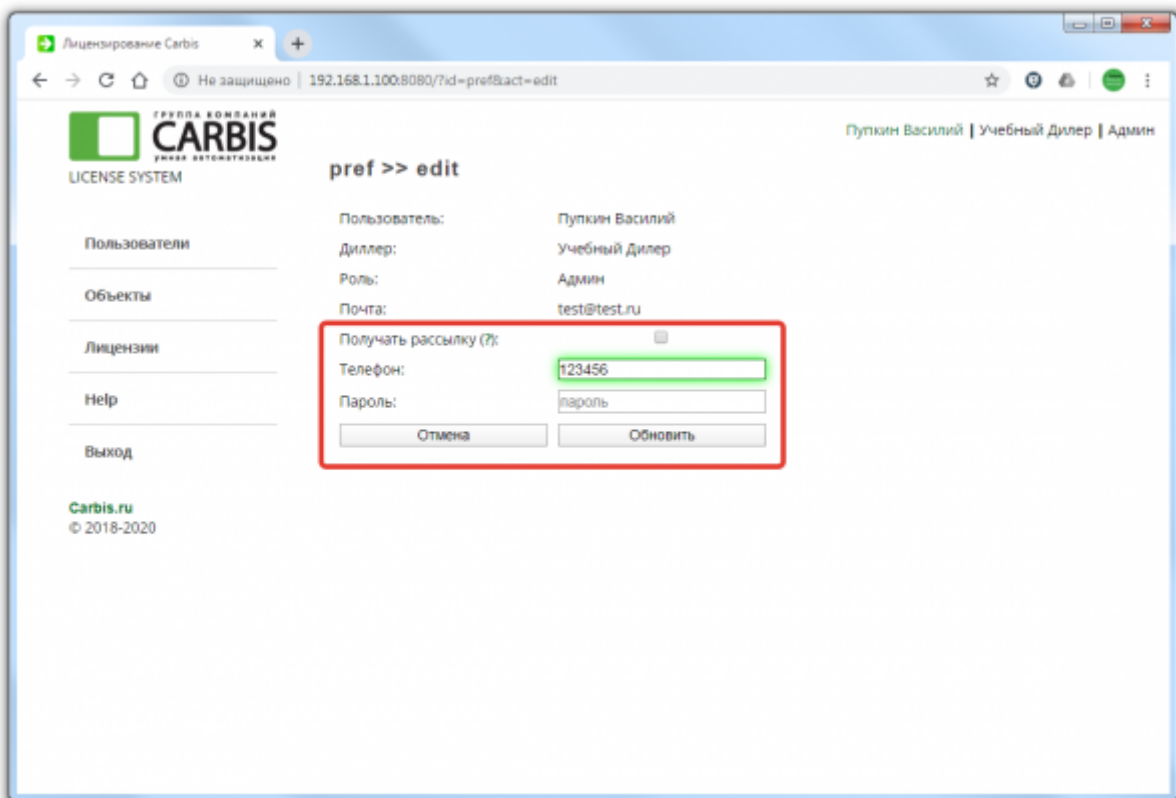 Лицензирование Carbis
Не защищено | 192.168.1.100:8080/?id=pref&act=edit
ГРУППА КОМПАНИЙ
CARBIS
умная автоматизация
LICENSE SYSTEM
Пупкин Василий | Учебный Дилер | Админ
pref >> edit
Пользователи
Объекты
Лицензии
Help
Выход
Carbis.ru
© 2018-2020
Пользователь: Пупкин Василий
Диллер: Учебный Дилер
Роль: Админ
Почта: test@test.ru
Получать рассылку (?):
Телефон: 123456
Пароль: пароль
Отмена Обновить